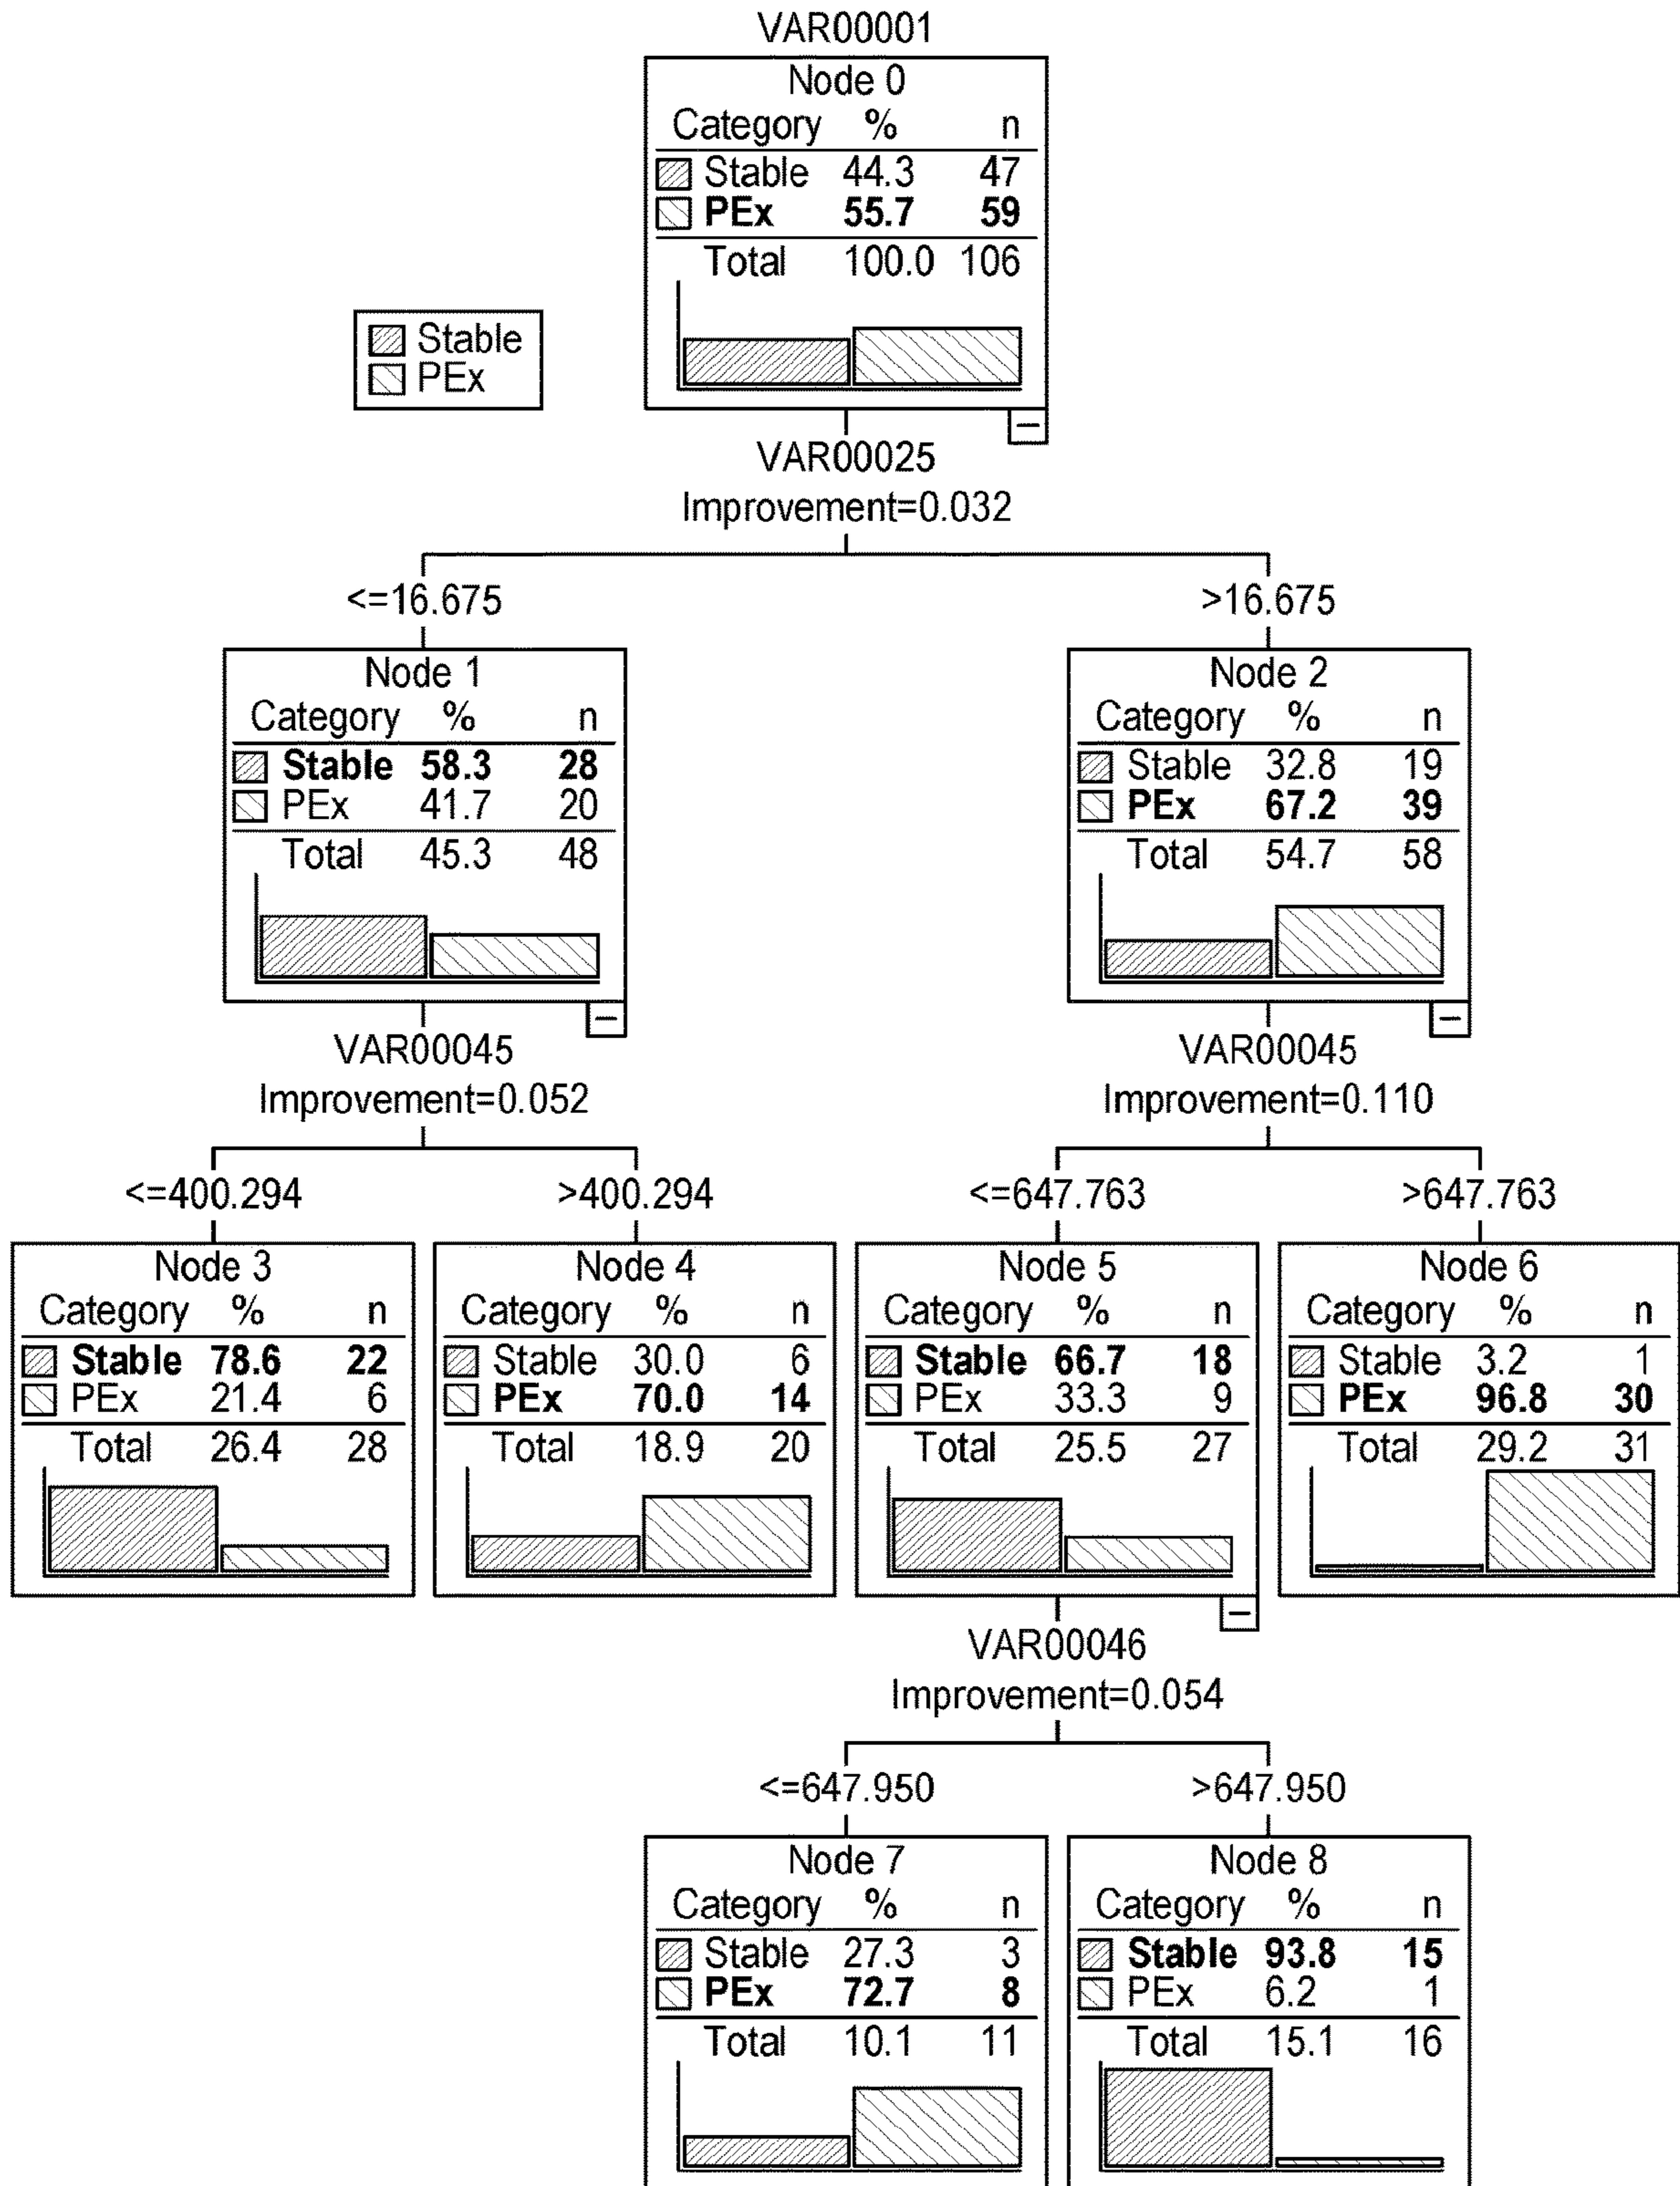 VAR00001
Node 0
Category % n
Stable 44.3 47
PEx 55.7 59
Total 100.0 106
Stable
PEx
VAR00025
Improvement=0.032
<=16.675
>16.675
Node 1
Category % n
Stable 58.3 28
PEx 41.7 20
Total 45.3 48
Node 2
Category % n
Stable 32.8 19
PEx 67.2 39
Total 54.7 58
VAR00045
Improvement=0.052
VAR00045
Improvement=0.110
<=400.294
>400.294
<=647.763
>647.763
Node 3
Category % n
Stable 78.6 22
PEx 21.4 6
Total 26.4 28
Node 4
Category % n
Stable 30.0 6
PEx 70.0 14
Total 18.9 20
Node 5
Category % n
Stable 66.7 18
PEx 33.3 9
Total 25.5 27
Node 6
Category % n
Stable 3.2 1
PEx 96.8 30
Total 29.2 31
VAR00046
Improvement=0.054
<=647.950
>647.950
Node 7
Category % n
Stable 27.3 3
PEx 72.7 8
Total 10.1 11
Node 8
Category % n
Stable 93.8 15
PEx 6.2 1
Total 15.1 16